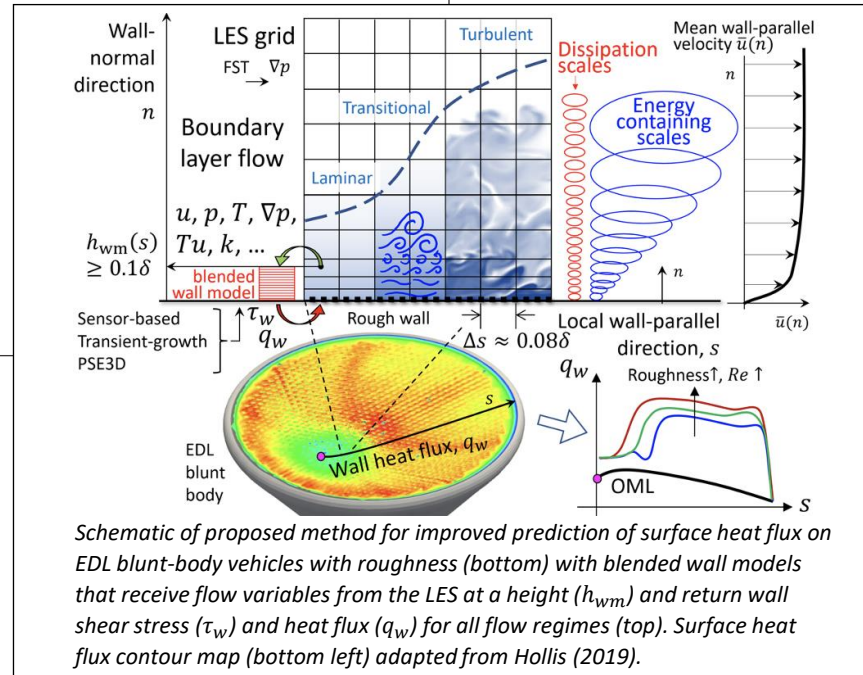 Wall-
normal
direction
n
LES grid
FST → ∇p
Turbulent
Transitional
Laminar
Boundary
layer flow
u, p, T, ∇p,
Tu, k, ...
h_wm(s)
≥ 0.1δ
blended
wall model
Sensor-based
Transient-growth
PSE3D
τ_w
q_w
Rough wall
Δs ≈ 0.08δ
Dissipation
scales
Energy
containing
scales
n
Mean wall-parallel
velocity ū(n)
n
ū(n)
Local wall-parallel
direction, s
EDL
blunt
body
s
Wall heat flux, q_w
q_w
Roughness↑, Re ↑
OML
s
Schematic of proposed method for improved prediction of surface heat flux on
EDL blunt-body vehicles with roughness (bottom) with blended wall models
that receive flow variables from the LES at a height (h_wm) and return wall
shear stress (τ_w) and heat flux (q_w) for all flow regimes (top). Surface heat
flux contour map (bottom left) adapted from Hollis (2019).